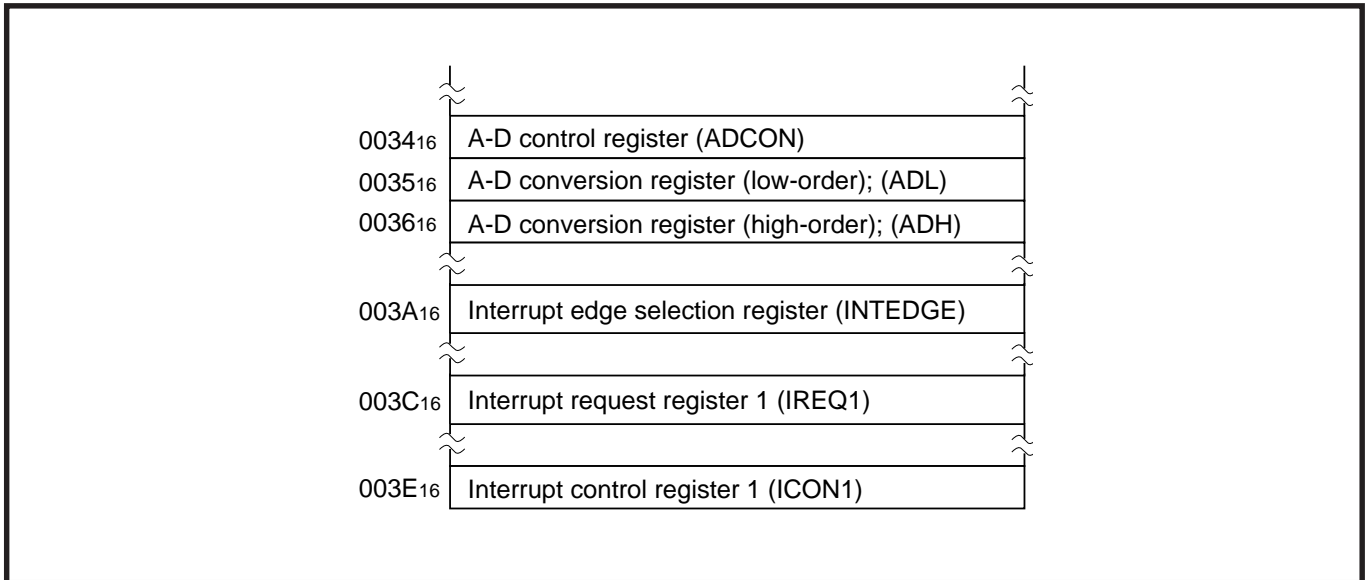 0034₁₆ A-D control register (ADCON)
0035₁₆ A-D conversion register (low-order); (ADL)
0036₁₆ A-D conversion register (high-order); (ADH)
003A₁₆ Interrupt edge selection register (INTEDGE)
003C₁₆ Interrupt request register 1 (IREQ1)
003E₁₆ Interrupt control register 1 (ICON1)